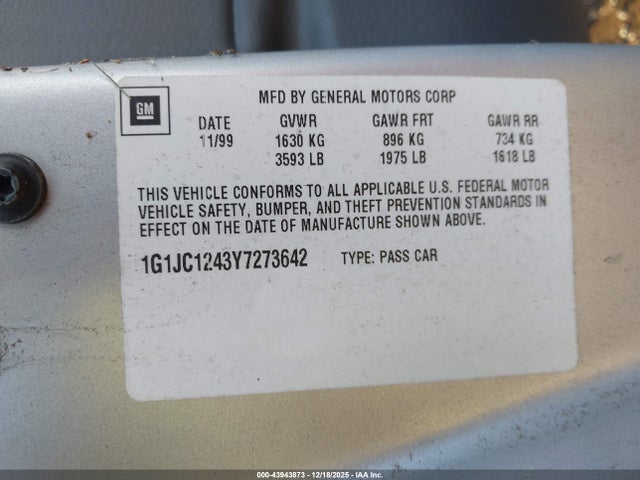 GM
MFD BY GENERAL MOTORS CORP
DATE GVWR GAWR FRT GAWR RR
11/99 1630 KG 896 KG 734 KG
3593 LB 1975 LB 1618 LB
THIS VEHICLE CONFORMS TO ALL APPLICABLE U.S. FEDERAL MOTOR
VEHICLE SAFETY, BUMPER, AND THEFT PREVENTION STANDARDS IN
EFFECT ON THE DATE OF MANUFACTURE SHOWN ABOVE.
1G1JC1243Y7273642 TYPE: PASS CAR
000-43943873 | 12/18/2025 - AUCTION PREFERRED